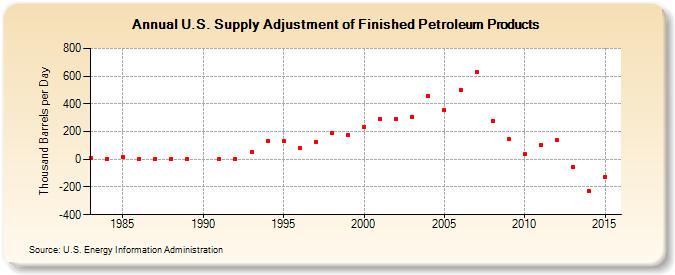 Annual U.S. Supply Adjustment of Finished Petroleum Products
Thousand Barrels per Day
800
600
400
200
0
-200
-400
1985 1990 1995 2000 2005 2010 2015
Source: U.S. Energy Information Administration